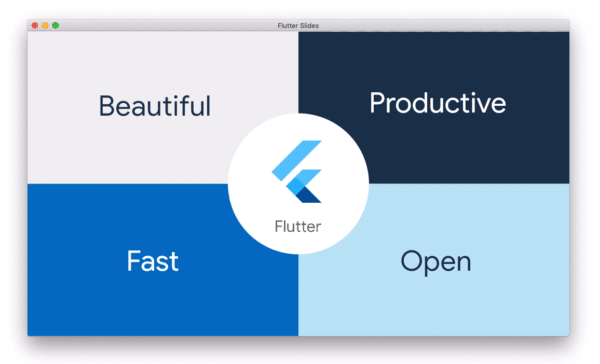 Flutter Slides
Beautiful
Productive
Flutter
Fast
Open